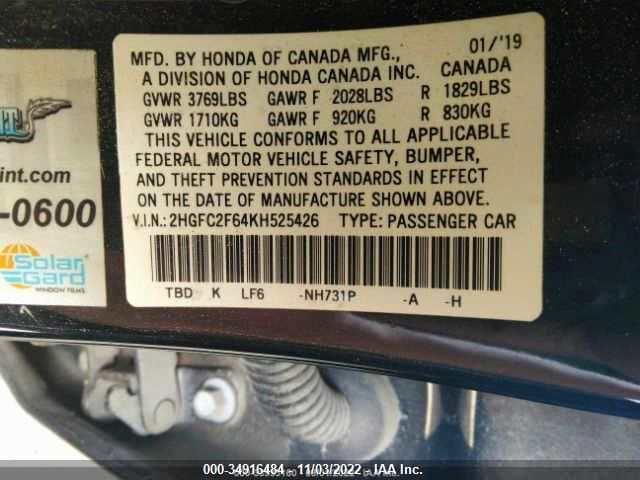 MFD. BY HONDA OF CANADA MFG., 01/'19
A DIVISION OF HONDA CANADA INC. CANADA
GVWR 3769LBS GAWR F 2028LBS R 1829LBS
GVWR 1710KG GAWR F 920KG R 830KG
THIS VEHICLE CONFORMS TO ALL APPLICABLE
FEDERAL MOTOR VEHICLE SAFETY, BUMPER,
AND THEFT PREVENTION STANDARDS IN EFFECT
ON THE DATE OF MANUFACTURE SHOWN ABOVE.
V.I.N.: 2HGFC2F64KH525426 TYPE: PASSENGER CAR
TBD K LF6 -NH731P -A -H
int.com
-0600
Solar
Gard
WINDOW FILMS
000-34916484 - 11/03/2022 - IAA Inc.